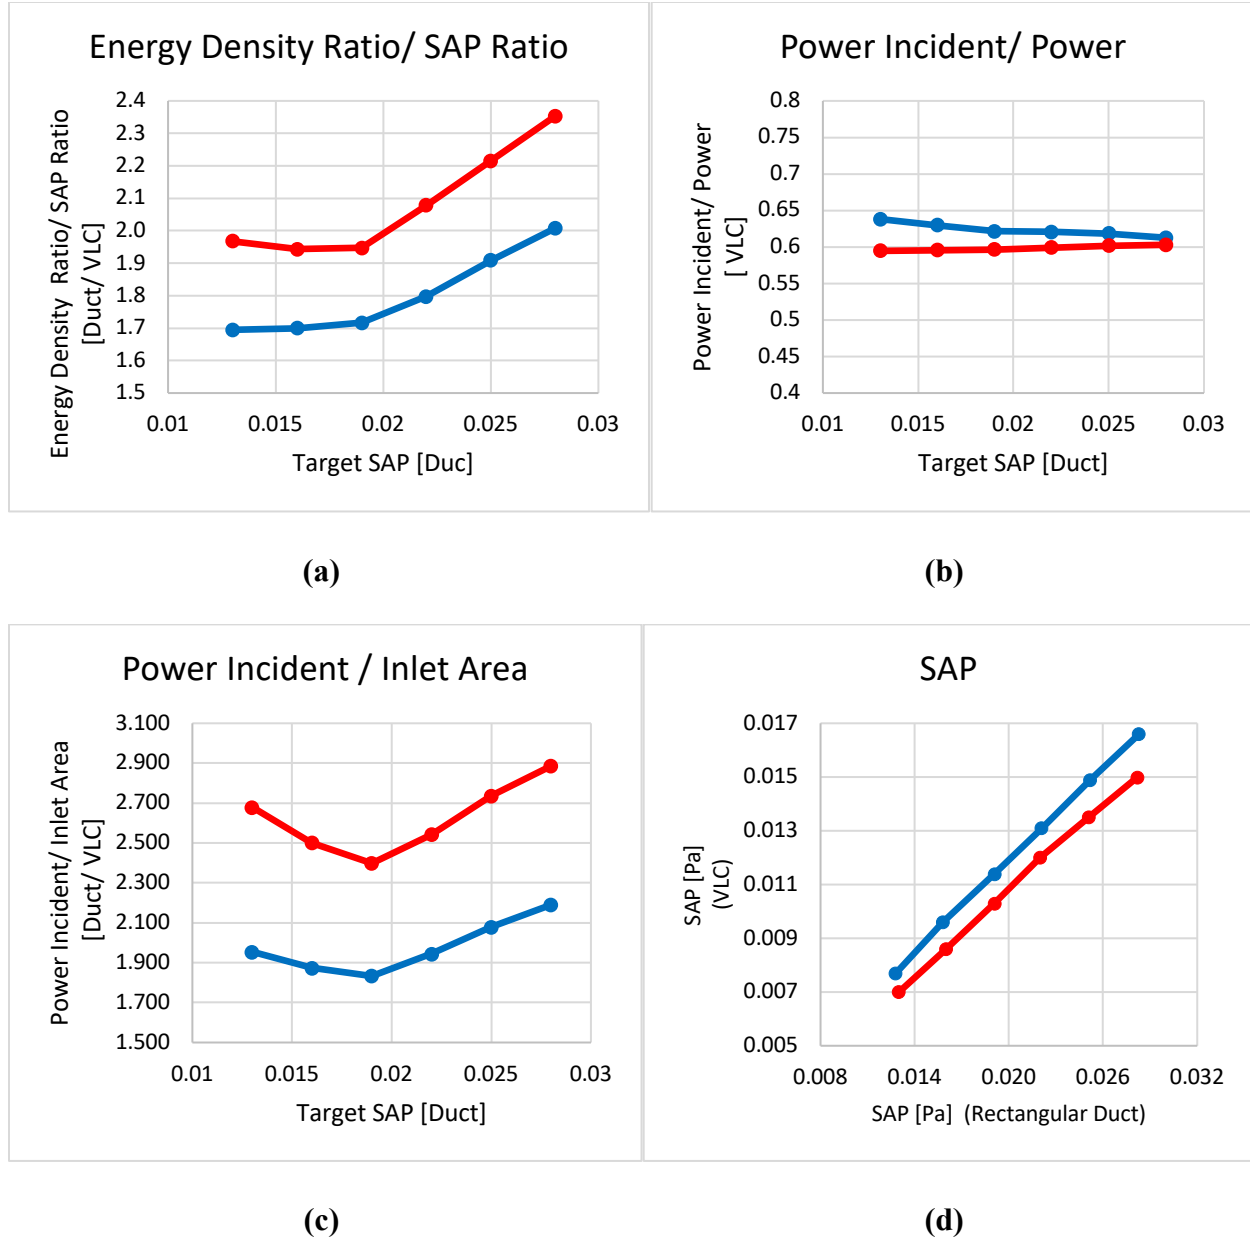 Energy Density Ratio/ SAP Ratio
Energy Density Ratio/ SAP Ratio
[Duct/ VLC]
2.4
2.3
2.2
2.1
2.0
1.9
1.8
1.7
1.6
1.5
0.01 0.015 0.02 0.025 0.03
Target SAP [Duc]
Power Incident/ Power
Power Incident/ Power
[ VLC]
0.8
0.75
0.7
0.65
0.6
0.55
0.5
0.45
0.4
0.01 0.015 0.02 0.025 0.03
Target SAP [Duct]
(a)
(b)
Power Incident / Inlet Area
Power Incident/ Inlet Area
[Duct/ VLC]
3.100
2.900
2.700
2.500
2.300
2.100
1.900
1.700
1.500
0.01 0.015 0.02 0.025 0.03
Target SAP [Duct]
SAP
SAP [Pa]
(VLC)
0.017
0.015
0.013
0.011
0.009
0.007
0.005
0.008 0.014 0.020 0.026 0.032
SAP [Pa] (Rectangular Duct)
(c)
(d)